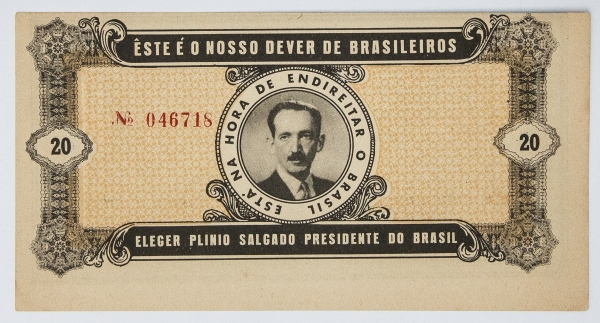 ÊSTE É O NOSSO DEVER DE BRASILEIROS
Nº 046718
ESTÁ NA HORA DE ENDIREITAR O BRASIL
20
20
ELEGER PLINIO SALGADO PRESIDENTE DO BRASIL